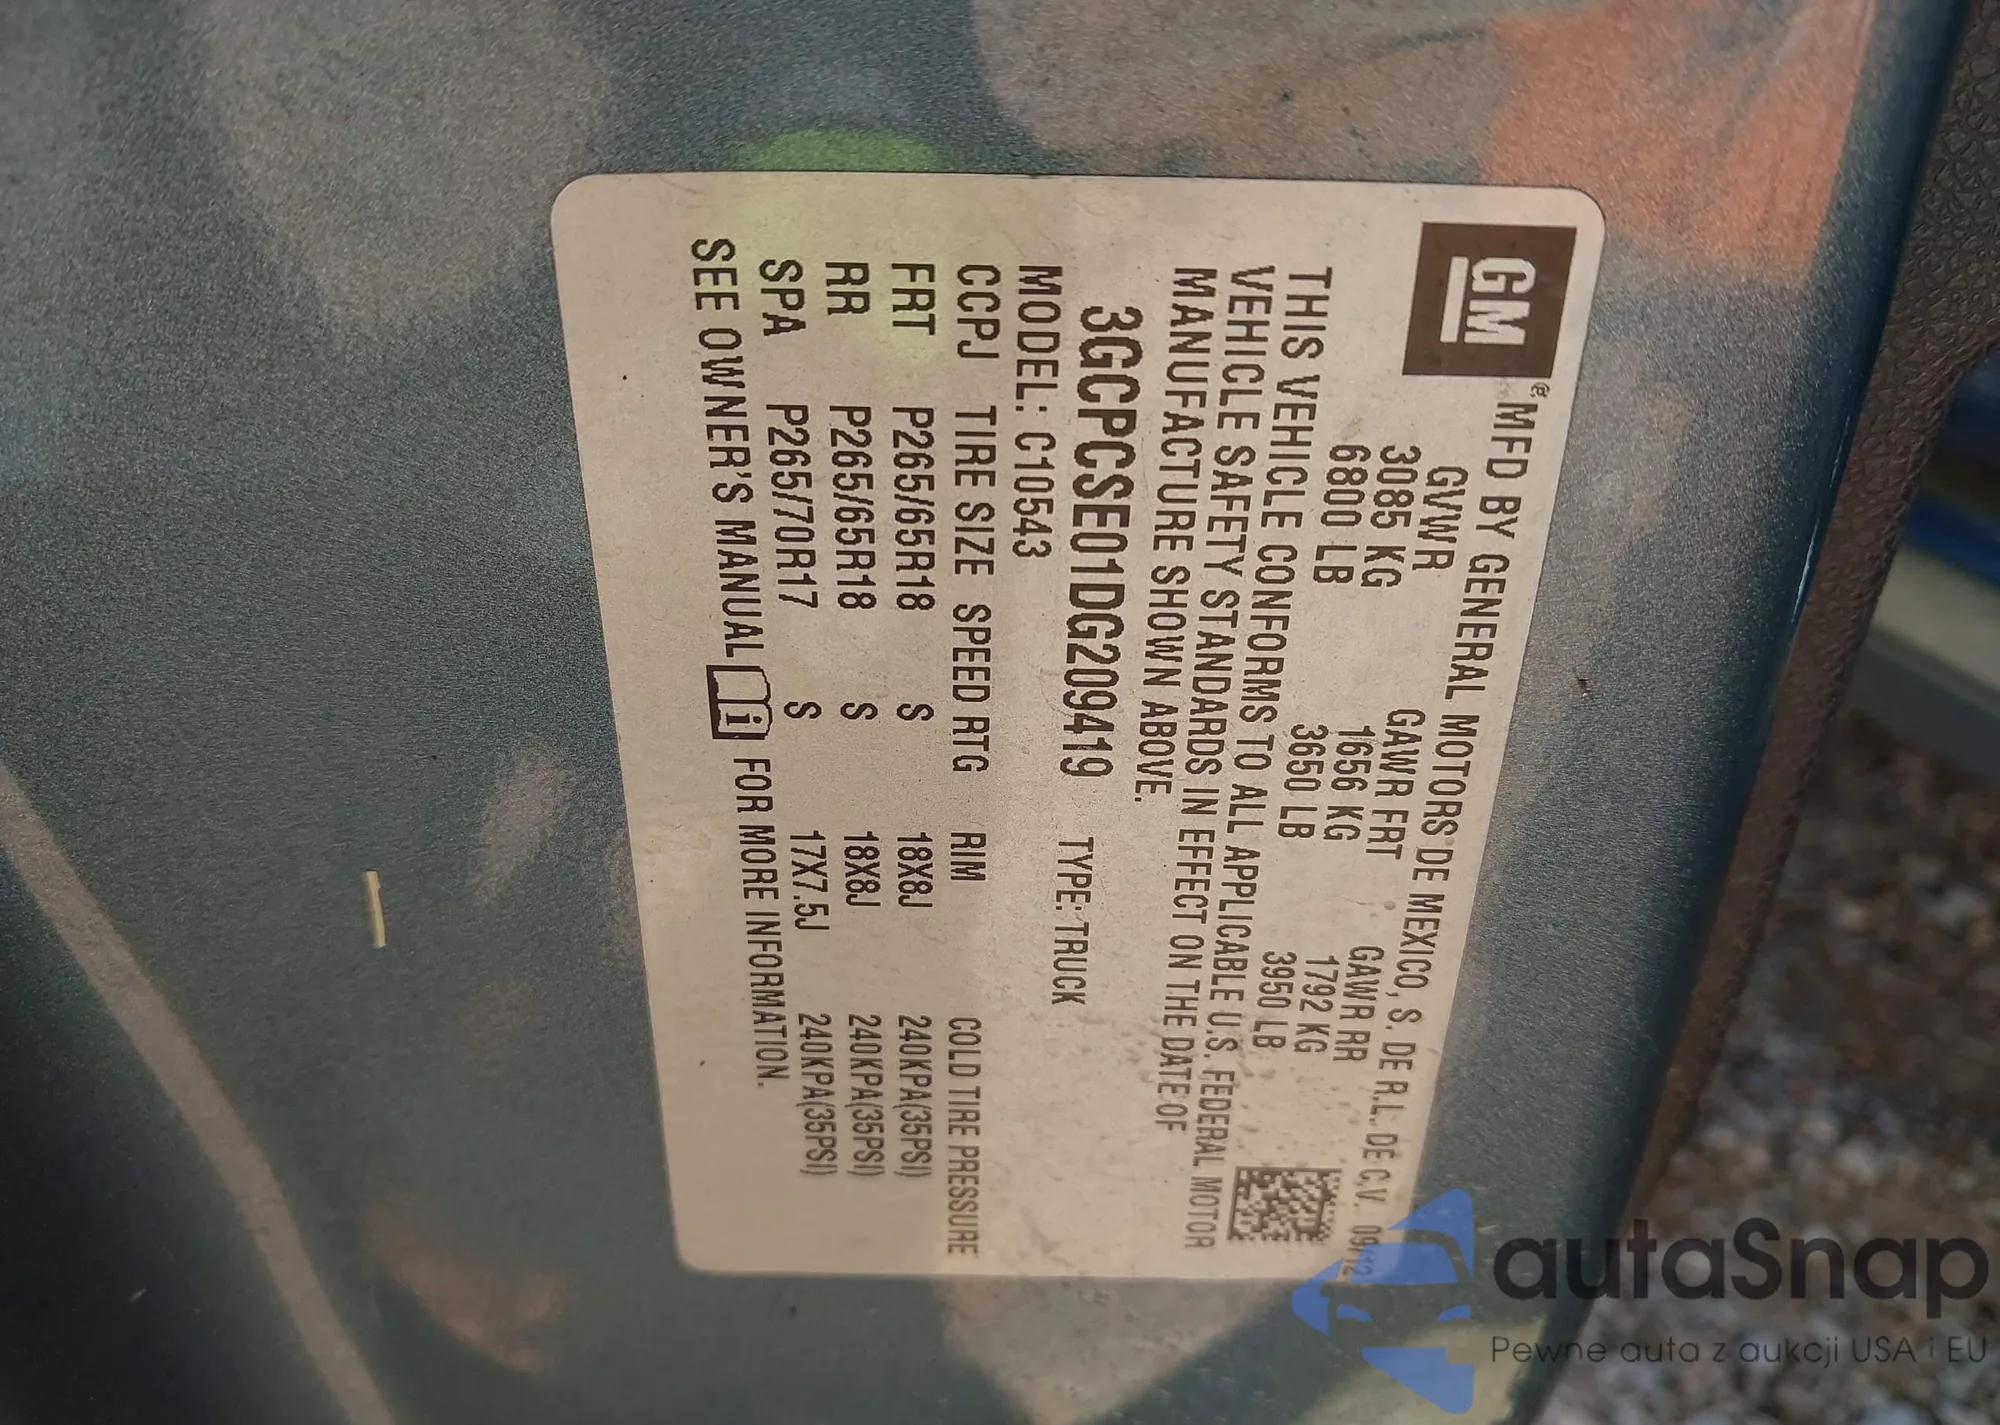 GM
® MFD BY GENERAL MOTORS DE MEXICO, S. DE R.L. DE C.V. 09/12
GVWR GAWR FRT GAWR RR
3085 KG 1656 KG 1792 KG
6800 LB 3650 LB 3950 LB
THIS VEHICLE CONFORMS TO ALL APPLICABLE U.S. FEDERAL MOTOR
VEHICLE SAFETY STANDARDS IN EFFECT ON THE DATE OF
MANUFACTURE SHOWN ABOVE.
3GCPCSE01DG209419 TYPE: TRUCK
MODEL: C10543
CCPJ TIRE SIZE SPEED RTG RIM COLD TIRE PRESSURE
FRT P265/65R18 S 18X8J 240KPA(35PSI)
RR P265/65R18 S 18X8J 240KPA(35PSI)
SPA P265/70R17 S 17X7.5J 240KPA(35PSI)
SEE OWNER'S MANUAL i FOR MORE INFORMATION.
autaSnap
Pewne auta z aukcji USA i EU